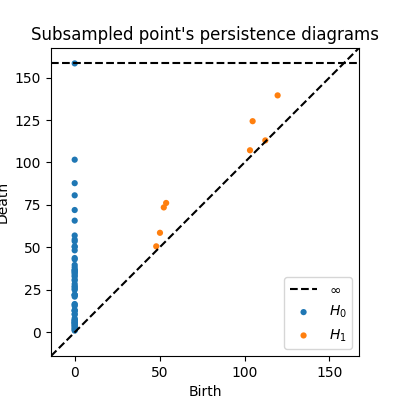 Subsampled point's persistence diagrams
150
125
100
75
50
25
0
Death
0 50 100 150
Birth
∞
H₀
H₁